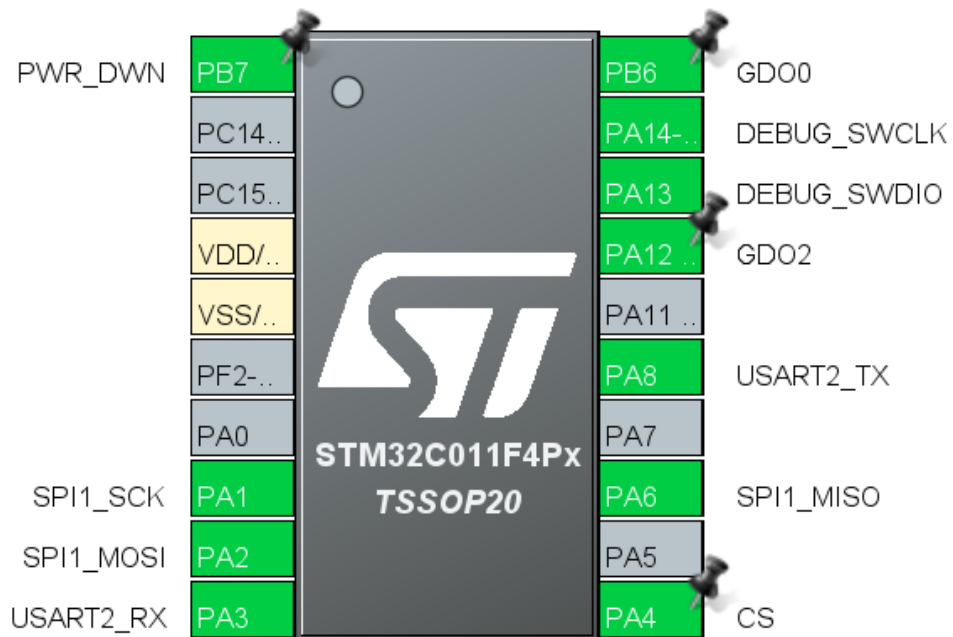 PWR_DWN PB7 PB6 GDO0
PC14.. PA14-.. DEBUG_SWCLK
PC15.. PA13 DEBUG_SWDIO
VDD/.. PA12 .. GDO2
VSS/.. PA11 ..
PF2-.. PA8 USART2_TX
PA0 PA7
STM32C011F4Px
SPI1_SCK PA1 PA6 SPI1_MISO
TSSOP20
SPI1_MOSI PA2 PA5
USART2_RX PA3 PA4 CS